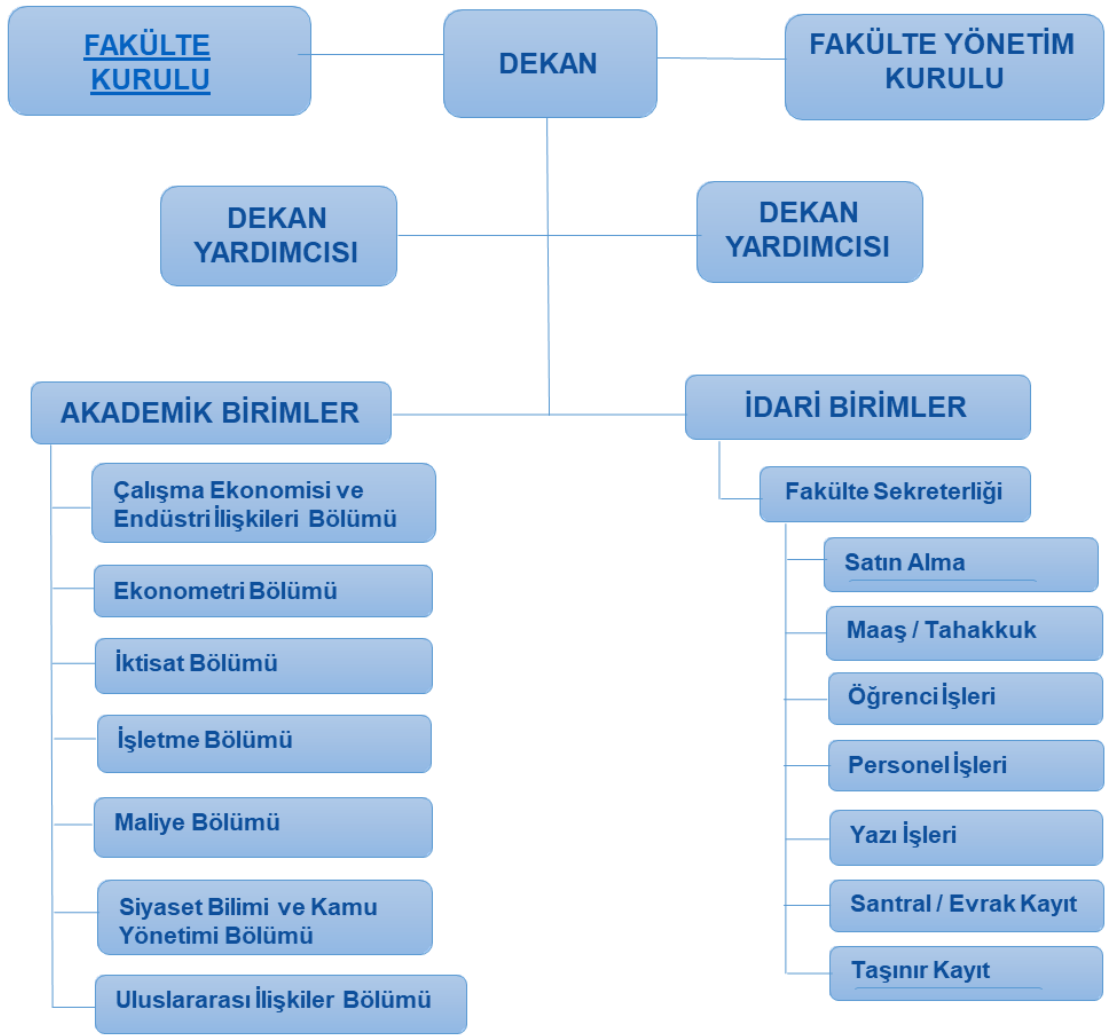 FAKÜLTE
KURULU
DEKAN
FAKÜLTE YÖNETİM
KURULU
DEKAN
YARDIMCISI
DEKAN
YARDIMCISI
AKADEMİK BİRİMLER
Çalışma Ekonomisi ve
Endüstri İlişkileri Bölümü
Ekonometri Bölümü
İktisat Bölümü
İşletme Bölümü
Maliye Bölümü
Siyaset Bilimi ve Kamu
Yönetimi Bölümü
Uluslararası İlişkiler Bölümü
İDARİ BİRİMLER
Fakülte Sekreterliği
Satın Alma
Maaş / Tahakkuk
Öğrenci İşleri
Personel İşleri
Yazı İşleri
Santral / Evrak Kayıt
Taşınır Kayıt